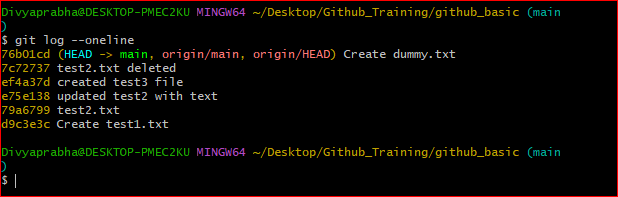 Divyaprabha@DESKTOP-PMEC2KU MINGW64 ~/Desktop/Github_Training/github_basic (main
)
$ git log --oneline
76b01cd (HEAD -> main, origin/main, origin/HEAD) Create dummy.txt
7c72737 test2.txt deleted
ef4a37d created test3 file
e75e138 updated test2 with text
79a6799 test2.txt
d9c3e3c Create test1.txt
Divyaprabha@DESKTOP-PMEC2KU MINGW64 ~/Desktop/Github_Training/github_basic (main
)
$